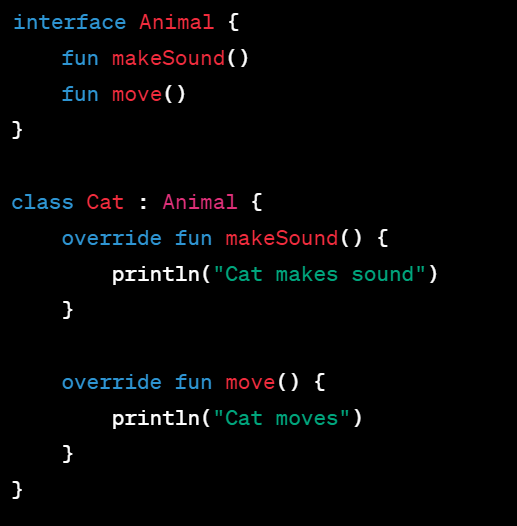 interface Animal {
    fun makeSound()
    fun move()
}

class Cat : Animal {
    override fun makeSound() {
        println("Cat makes sound")
    }

    override fun move() {
        println("Cat moves")
    }
}